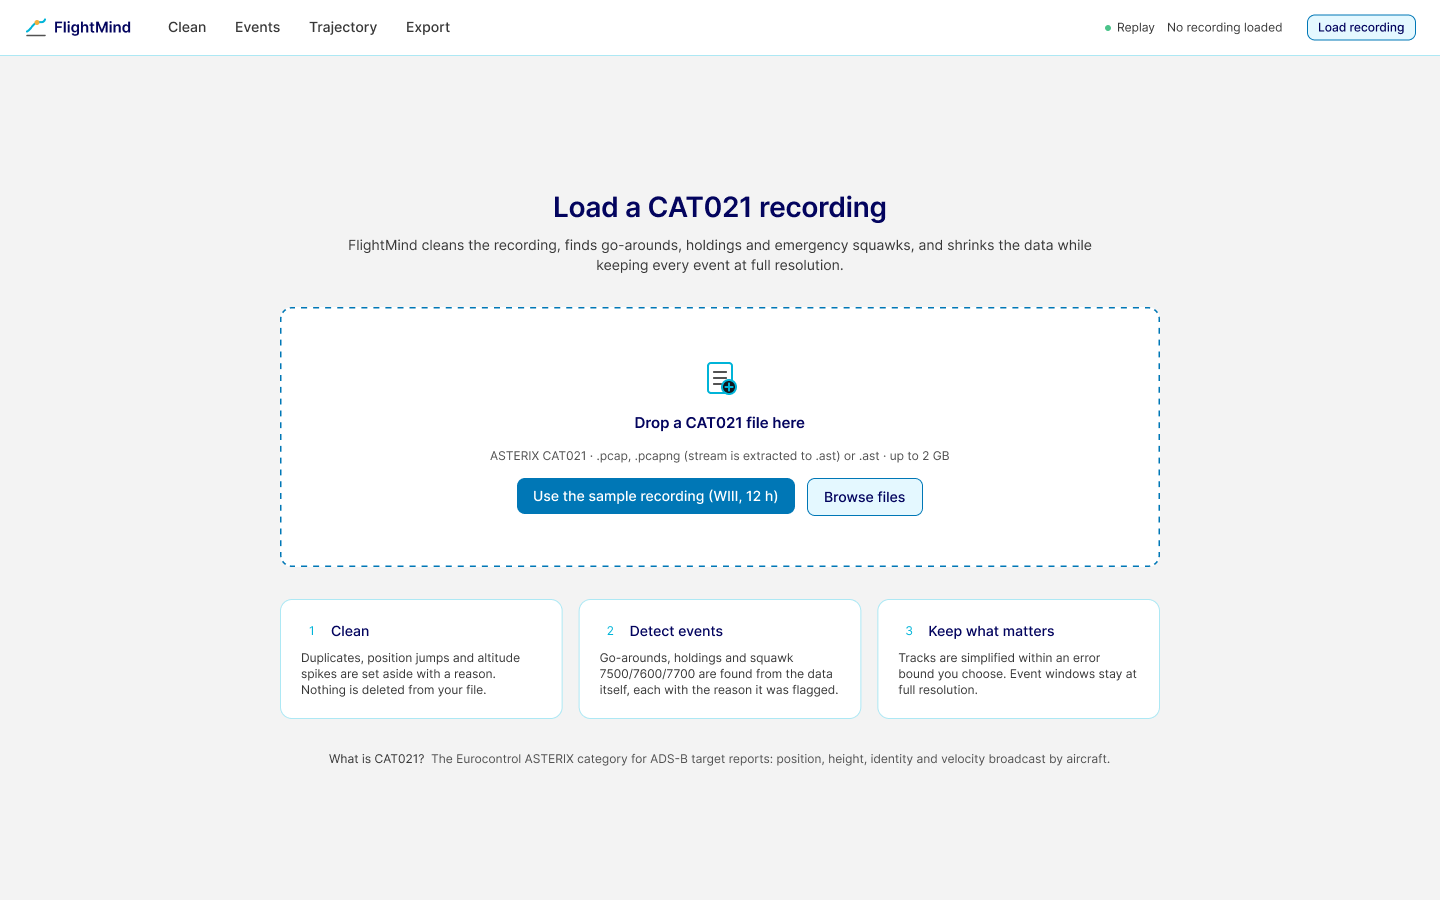 FlightMind
Clean
Events
Trajectory
Export
Replay
No recording loaded
Load recording
Load a CAT021 recording
FlightMind cleans the recording, finds go-arounds, holdings and emergency squawks, and shrinks the data while
keeping every event at full resolution.
Drop a CAT021 file here
ASTERIX CAT021 · .pcap, .pcapng (stream is extracted to .ast) or .ast · up to 2 GB
Use the sample recording (WIII, 12 h)
Browse files
1 Clean
Duplicates, position jumps and altitude
spikes are set aside with a reason.
Nothing is deleted from your file.
2 Detect events
Go-arounds, holdings and squawk
7500/7600/7700 are found from the data
itself, each with the reason it was flagged.
3 Keep what matters
Tracks are simplified within an error
bound you choose. Event windows stay at
full resolution.
What is CAT021? The Eurocontrol ASTERIX category for ADS-B target reports: position, height, identity and velocity broadcast by aircraft.